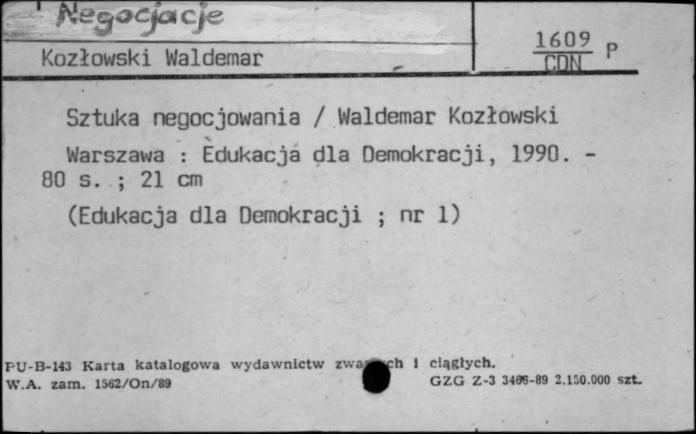 Negocjacje
Kozłowski Waldemar
1609
CDN
P
Sztuka negocjowania / Waldemar Kozłowski
Warszawa : Edukacja dla Demokracji, 1990. -
80 s. ; 21 cm
(Edukacja dla Demokracji ; nr 1)
PU-B-143 Karta katalogowa wydawnictw i ciągłych.
W.A. zam. 1562/On/89 GZG Z-3 3466-89 2.150.000 szt.